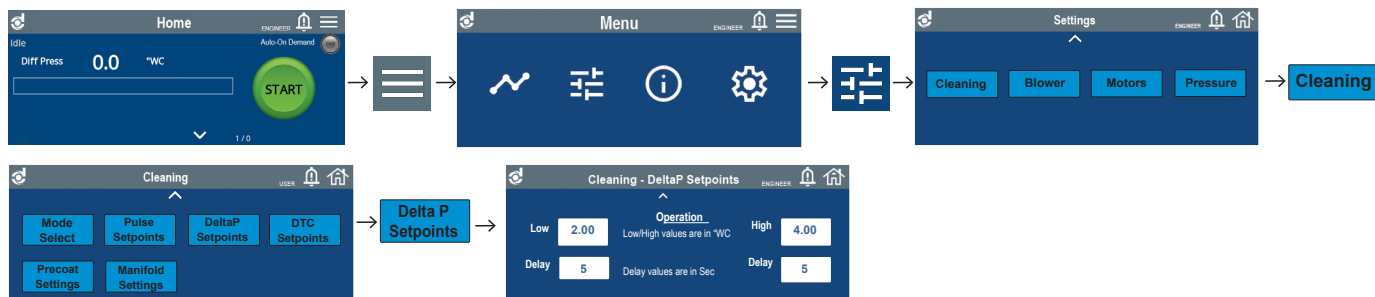 Home
ENGINEER
Idle
Auto-On Demand
Diff Press 0.0 "WC
START
1 / 0
Menu
ENGINEER
Settings
ENGINEER
Cleaning Blower Motors Pressure
Cleaning
Cleaning
USER
Mode Select
Pulse Setpoints
DeltaP Setpoints
DTC Setpoints
Precoat Settings
Manifold Settings
Delta P
Setpoints
Cleaning - DeltaP Setpoints
ENGINEER
Operation
Low 2.00 Low/High values are in "WC High 4.00
Delay 5 Delay values are in Sec Delay 5